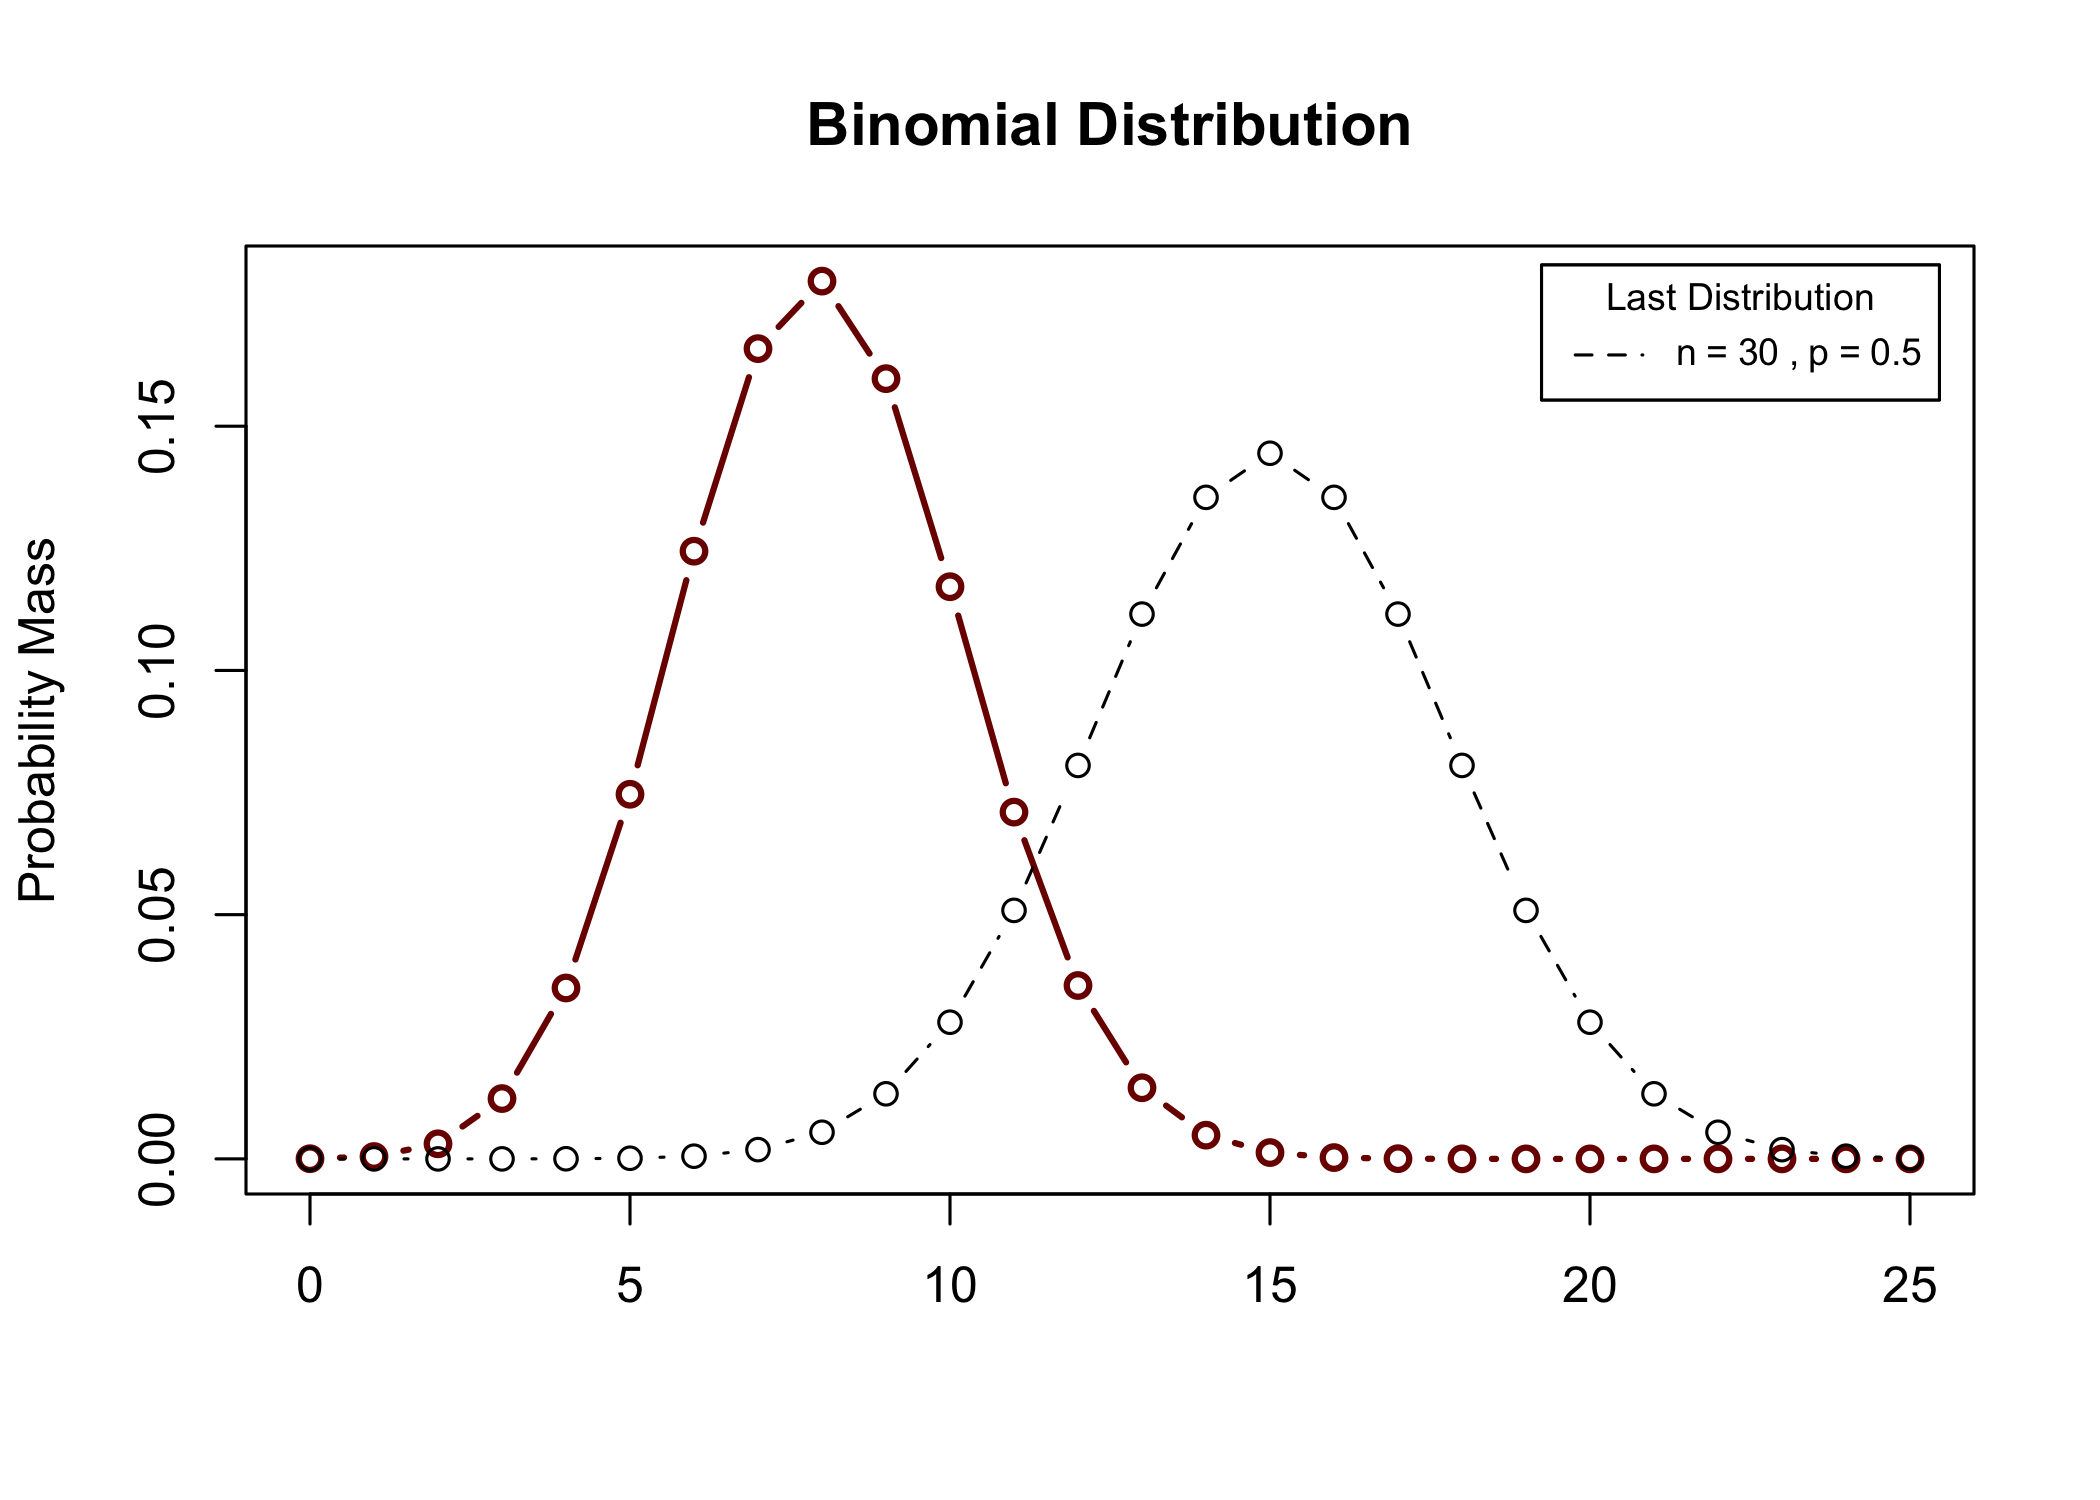 Binomial Distribution
Last Distribution
n = 30 , p = 0.5
Probability Mass
0.15
0.10
0.05
0.00
0 5 10 15 20 25